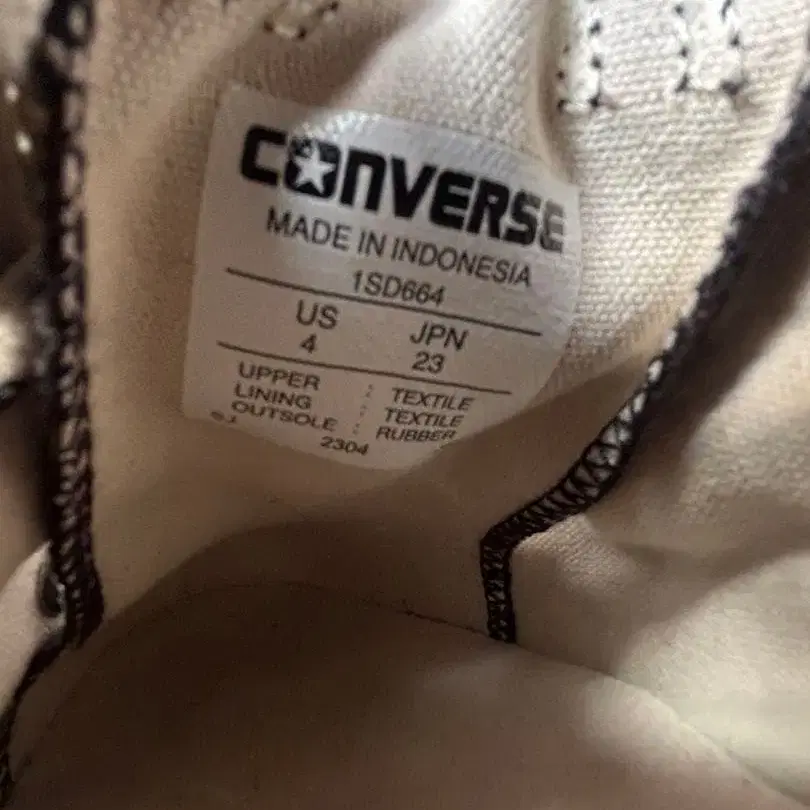 CONVERSE
MADE IN INDONESIA
1SD664
US JPN
4 23
UPPER : TEXTILE
LINING : TEXTILE
OUTSOLE : RUBBER
2304